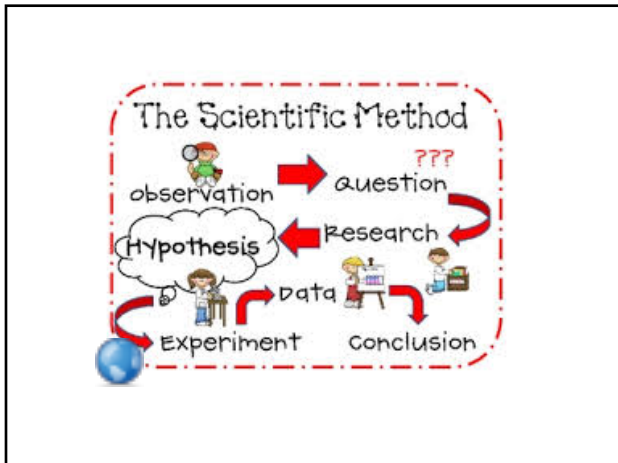 The Scientific Method
???
Observation
Question
Hypothesis
Research
Data
Experiment
Conclusion